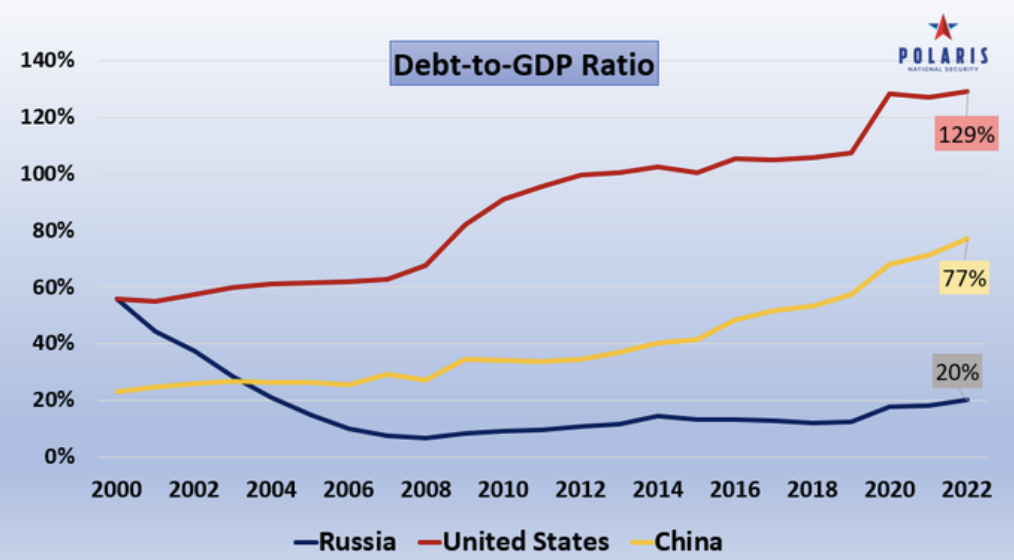 Debt-to-GDP Ratio
POLARIS
NATIONAL SECURITY
140%
120%
100%
80%
60%
40%
20%
0%
129%
77%
20%
2000 2002 2004 2006 2008 2010 2012 2014 2016 2018 2020 2022
Russia United States China